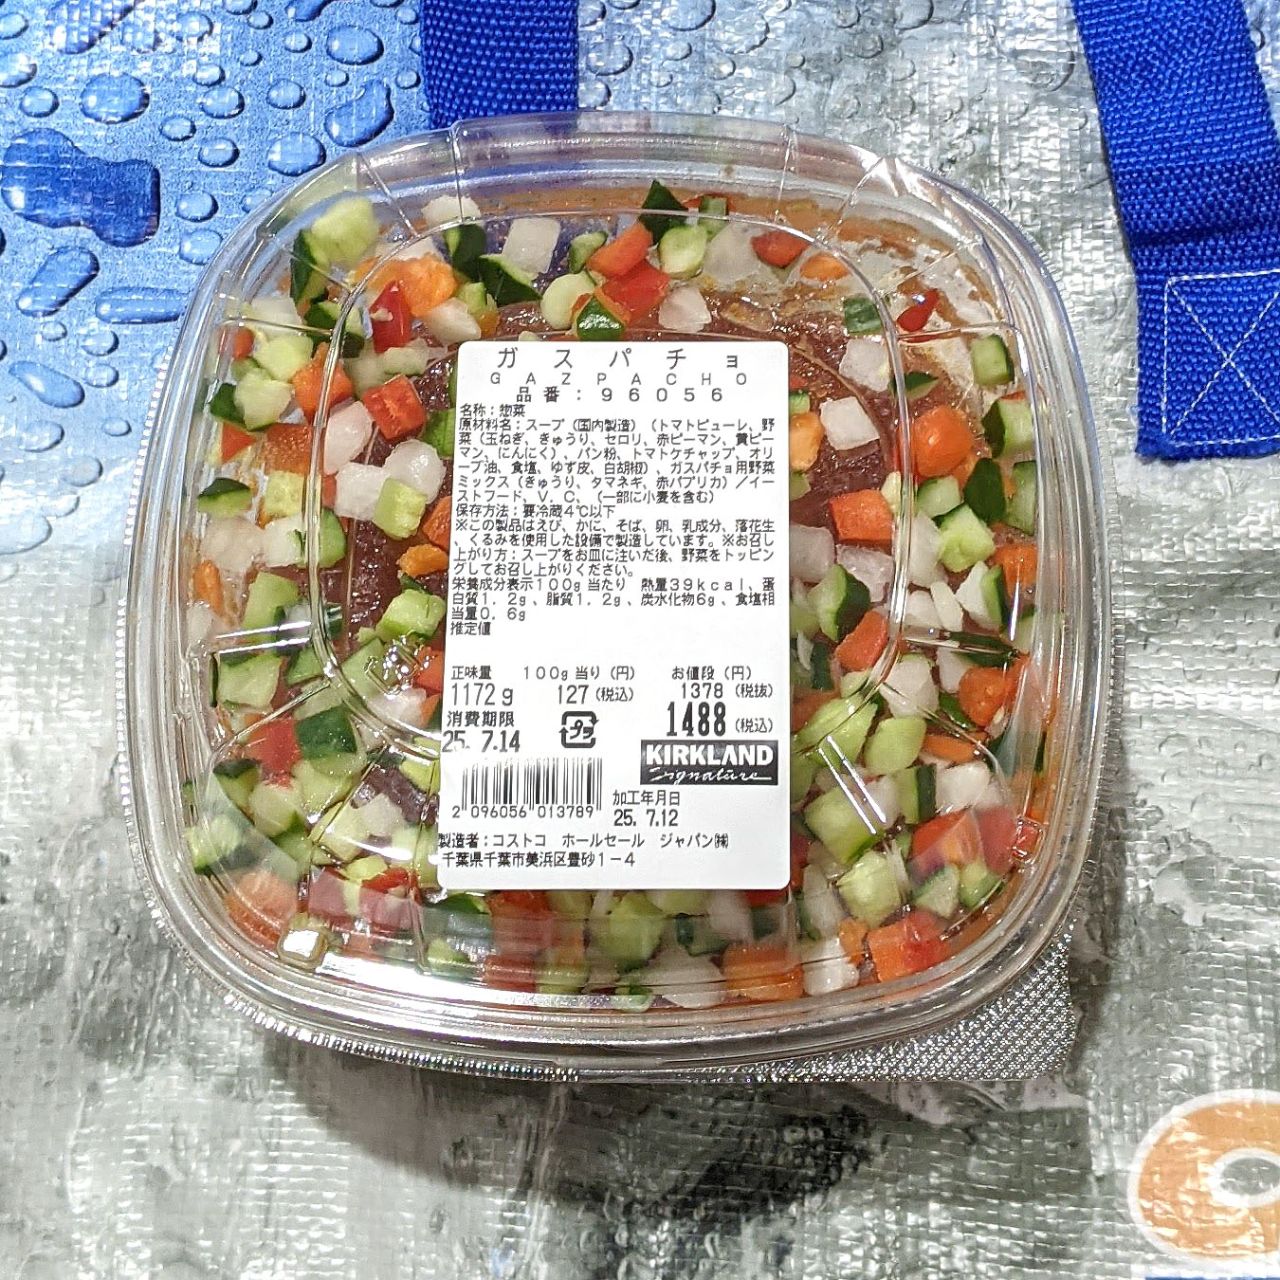 ガスパチョ
GAZPACHO
品番:96056
名称:惣菜
原材料名:スープ(国内製造)(トマトピューレ、野
菜(玉ねぎ、きゅうり、セロリ、赤ピーマン、黄ピー
マン、にんにく)、パン粉、トマトケチャップ、オリ
ーブ油、食塩、ゆず皮、白胡椒)、ガスパチョ用野菜
ミックス(きゅうり、タマネギ、赤パプリカ)/イー
ストフード、V.C、(一部に小麦を含む)
保存方法:要冷蔵4℃以下
※この製品はえび、かに、そば、卵、乳成分、落花生
、くるみを使用した設備で製造しています。※お召し
上がり方:スープをお皿に注いだ後、野菜をトッピン
グしてお召し上がりください。
栄養成分表示100g当たり 熱量39kcal、蛋
白質1.2g、脂質1.2g、炭水化物6g、食塩相
当量0.6g
推定値
正味量 100g当り(円) お値段(円)
1172g 127(税込) 1378(税抜)
消費期限 1488(税込)
25.7.14 プラ
KIRKLAND
Signature
2 096056 013789
加工年月日
25.7.12
製造者:コストコ ホールセール ジャパン㈱
千葉県千葉市美浜区豊砂1-4